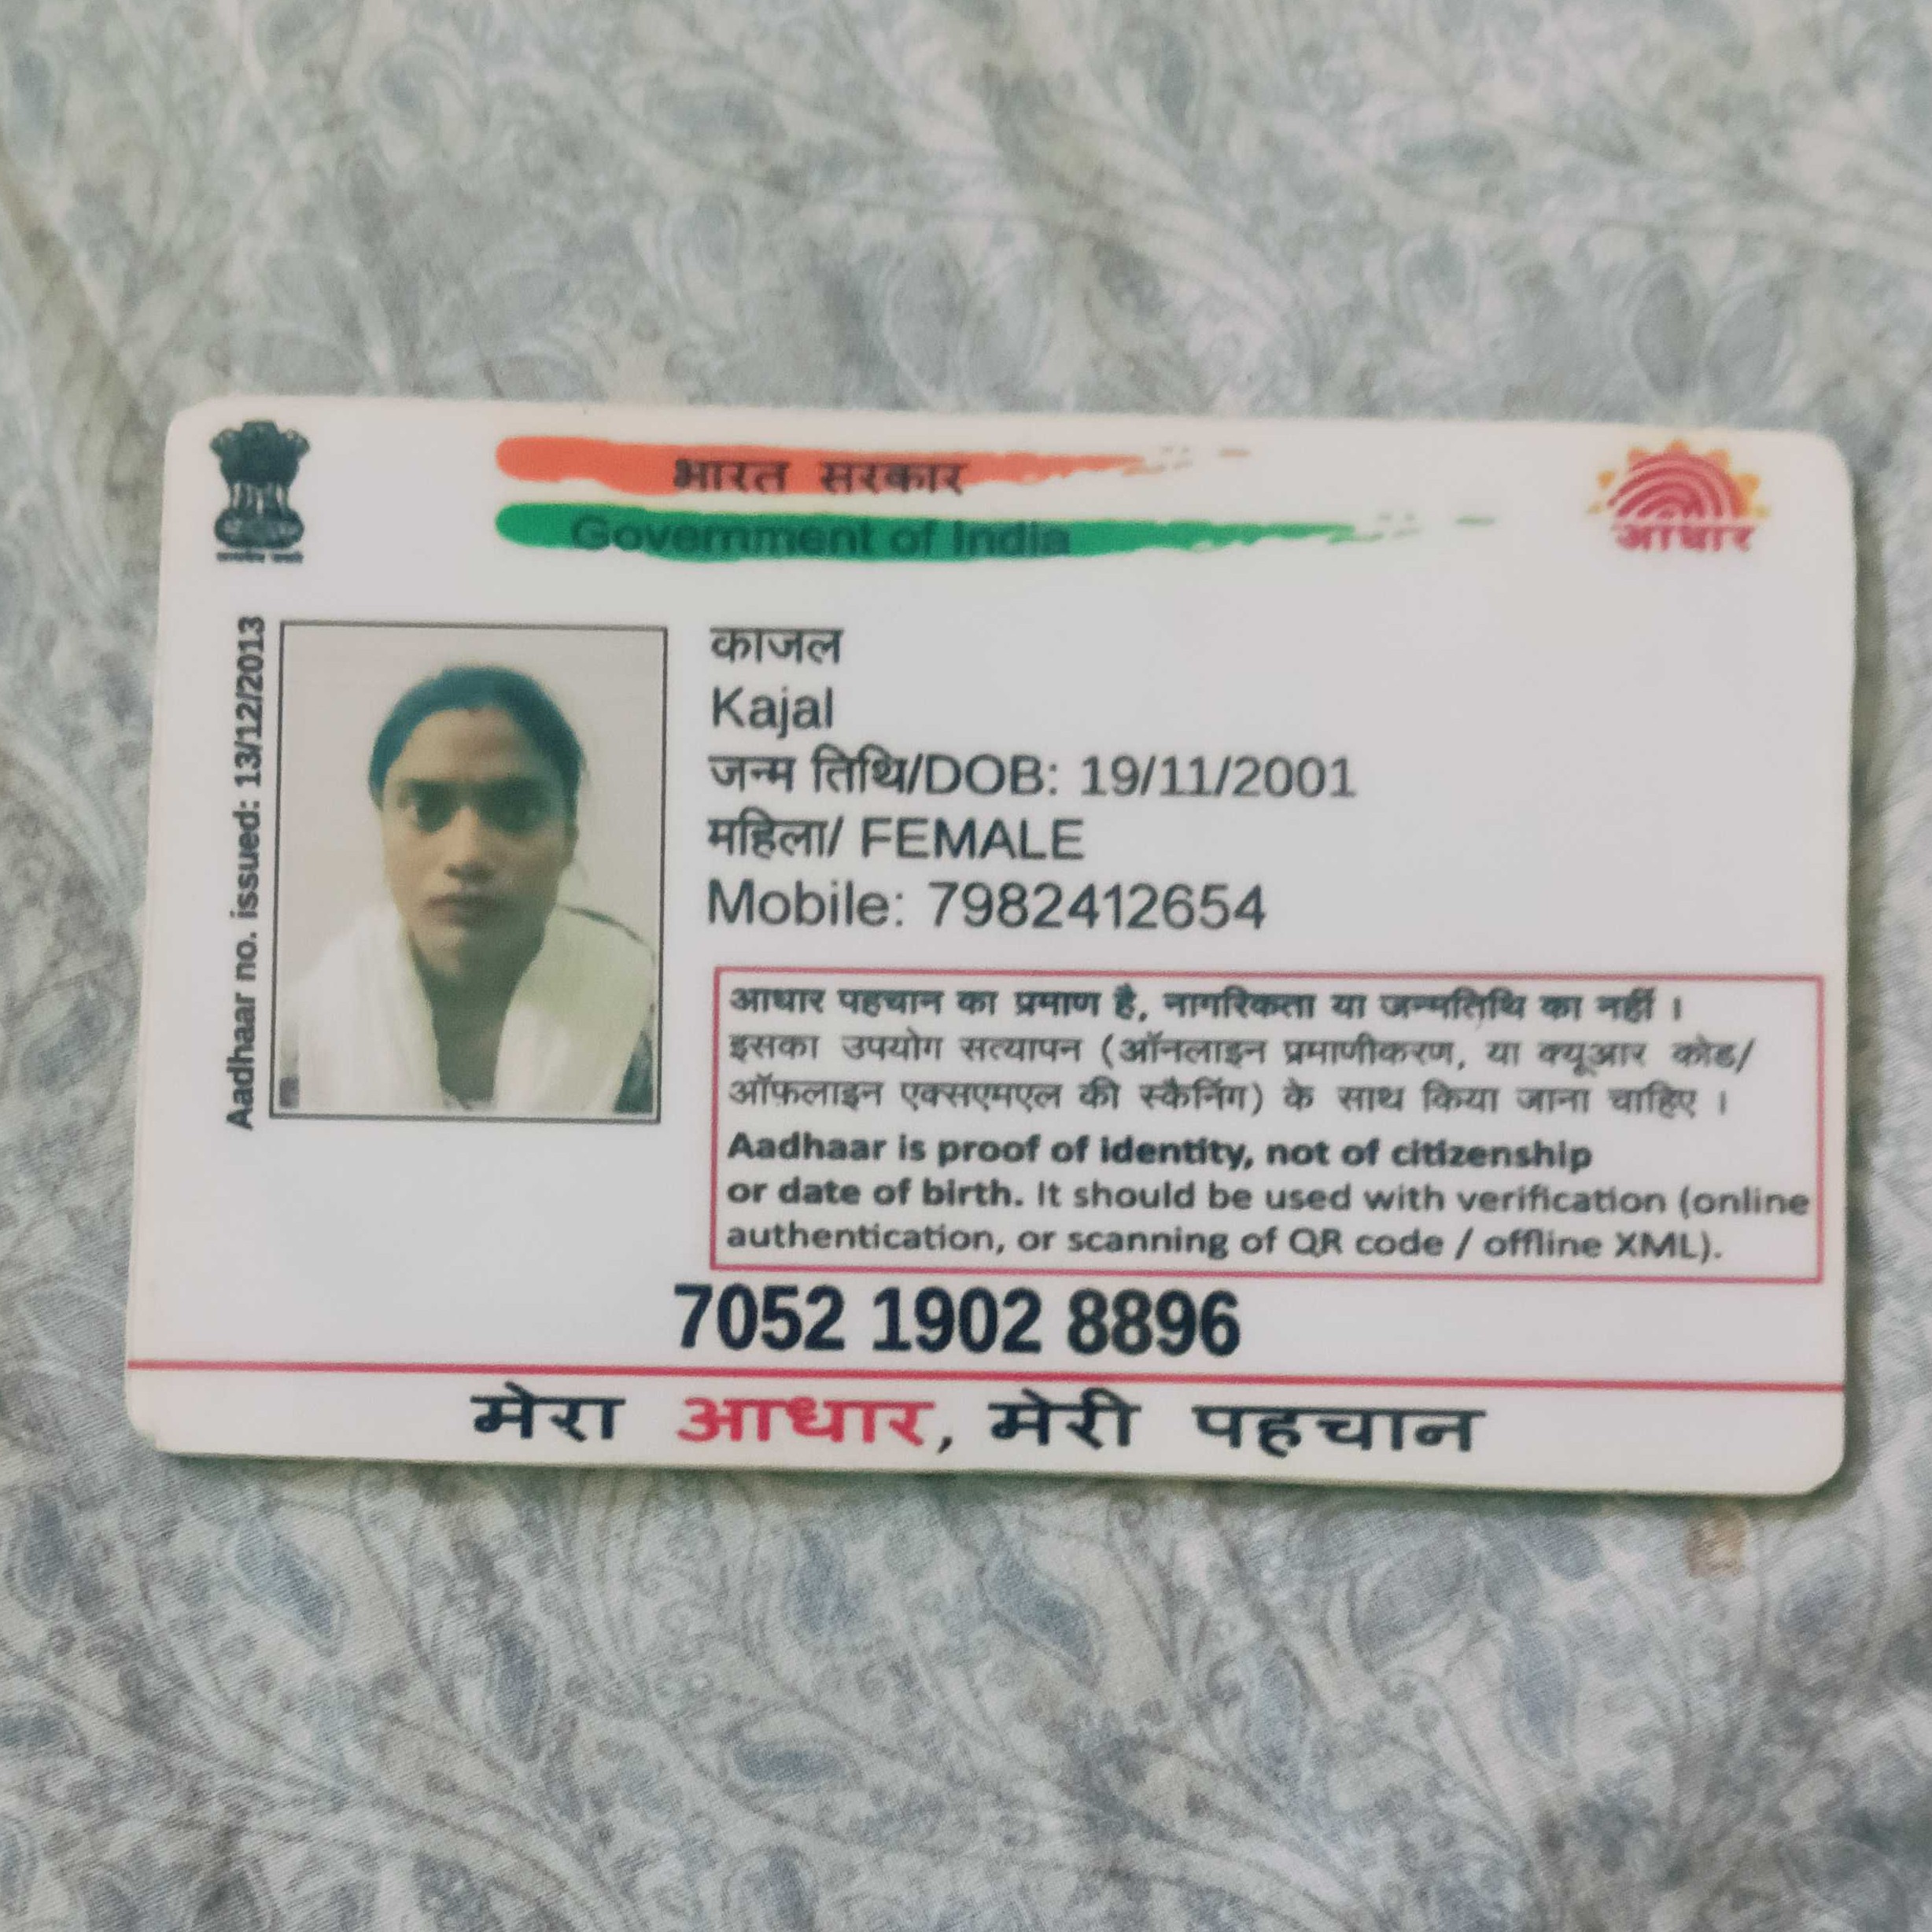 भारत सरकार
Government of India
आधार
Aadhaar no. issued: 13/12/2013
काजल
Kajal
जन्म तिथि/DOB: 19/11/2001
महिला/ FEMALE
Mobile: 7982412654
आधार पहचान का प्रमाण है, नागरिकता या जन्मतिथि का नहीं ।
इसका उपयोग सत्यापन (ऑनलाइन प्रमाणीकरण, या क्यूआर कोड/
ऑफ़लाइन एक्सएमएल की स्कैनिंग) के साथ किया जाना चाहिए ।
Aadhaar is proof of identity, not of citizenship
or date of birth. It should be used with verification (online
authentication, or scanning of QR code / offline XML).
7052 1902 8896
मेरा आधार, मेरी पहचान